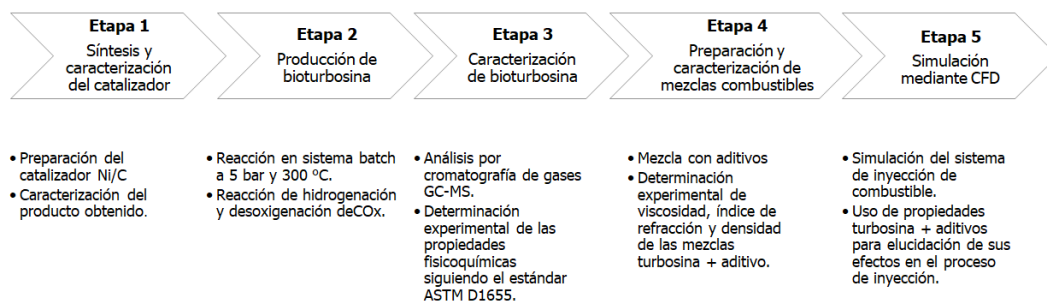 Etapa 1
Síntesis y
caracterización
del catalizador
Etapa 2
Producción de
bioturbosina
Etapa 3
Caracterización
de bioturbosina
Etapa 4
Preparación y
caracterización de
mezclas combustibles
Etapa 5
Simulación
mediante CFD
• Preparación del
catalizador Ni/C
• Caracterización del
producto obtenido.
• Reacción en sistema batch
a 5 bar y 300 ºC.
• Reacción de hidrogenación
y desoxigenación deCOx.
• Análisis por
cromatografía de gases
GC-MS.
• Determinación
experimental de las
propiedades
fisicoquímicas
siguiendo el estándar
ASTM D1655.
• Mezcla con aditivos
• Determinación
experimental de
viscosidad, índice de
refracción y densidad
de las mezclas
turbosina + aditivo.
• Simulación del sistema
de inyección de
combustible.
• Uso de propiedades
turbosina + aditivos
para elucidación de sus
efectos en el proceso
de inyección.